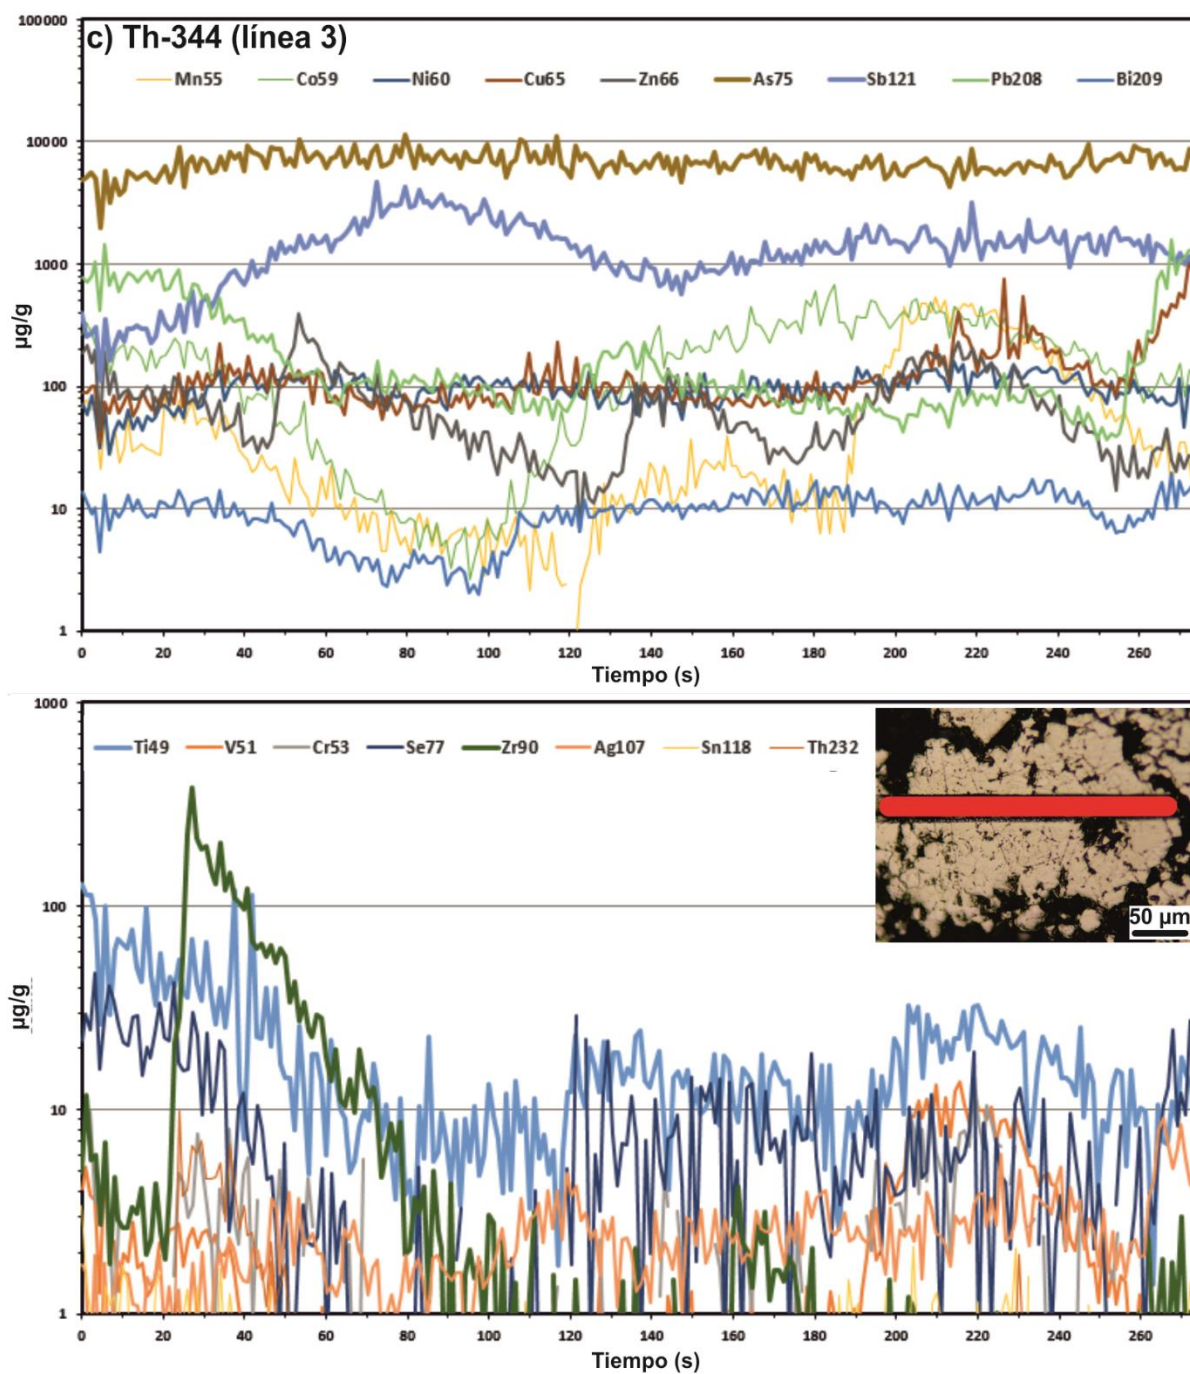 c) Th-344 (línea 3)
Mn55 Co59 Ni60 Cu65 Zn66 As75 Sb121 Pb208 Bi209
100000
10000
1000
100
10
1
µg/g
0 20 40 60 80 100 120 140 160 180 200 220 240 260
Tiempo (s)
Ti49 V51 Cr53 Se77 Zr90 Ag107 Sn118 Th232
1000
100
10
1
µg/g
50 µm
0 20 40 60 80 100 120 140 160 180 200 220 240 260
Tiempo (s)